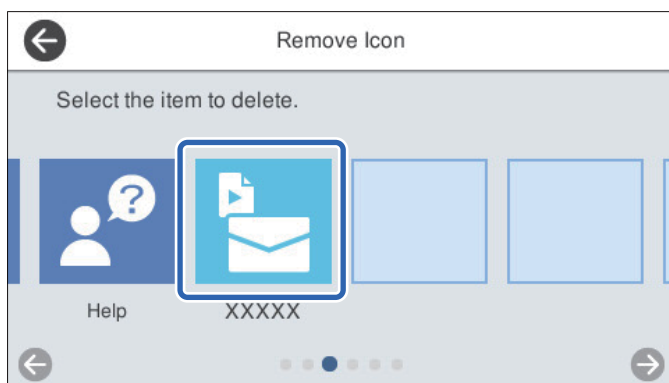 Remove Icon
Select the item to delete.
?
Help
XXXXX